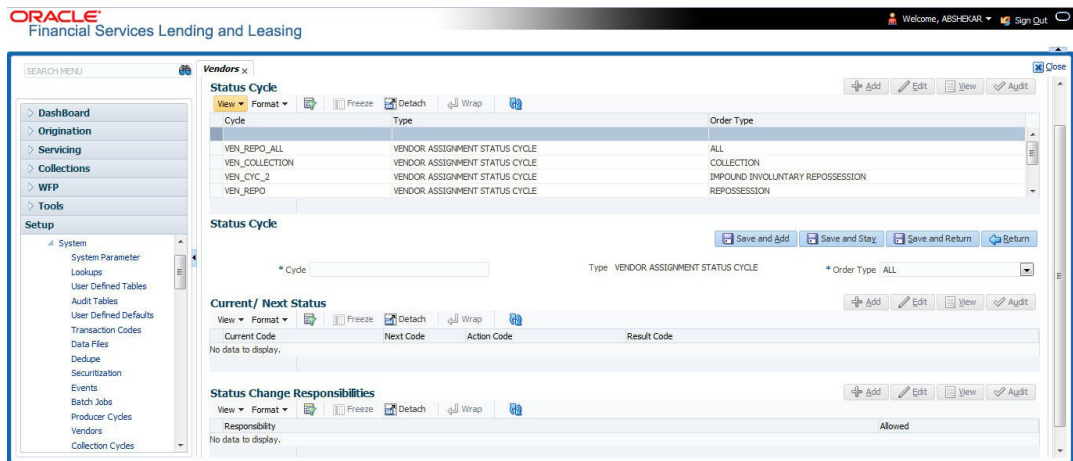 ORACLE
Financial Services Lending and Leasing
Welcome, ABSHEKAR
Sign Out
SEARCH MENU
DashBoard
Origination
Servicing
Collections
WFP
Tools
Setup
System
System Parameter
Lookups
User Defined Tables
Audit Tables
User Defined Defaults
Transaction Codes
Data Files
Dedupe
Securitization
Events
Batch Jobs
Producer Cycles
Vendors
Collection Cycles
Vendors x
Close
Status Cycle
Add Edit View Audit
View Format Freeze Detach Wrap
Cycle Type Order Type
VEN_REPO_ALL VENDOR ASSIGNMENT STATUS CYCLE ALL
VEN_COLLECTION VENDOR ASSIGNMENT STATUS CYCLE COLLECTION
VEN_CYC_2 VENDOR ASSIGNMENT STATUS CYCLE IMPOUND INVOLUNTARY REPOSSESSION
VEN_REPO VENDOR ASSIGNMENT STATUS CYCLE REPOSSESSION
Status Cycle
Save and Add Save and Stay Save and Return Return
* Cycle Type VENDOR ASSIGNMENT STATUS CYCLE * Order Type ALL
Current/ Next Status
Add Edit View Audit
View Format Freeze Detach Wrap
Current Code Next Code Action Code Result Code
No data to display.
Status Change Responsibilities
Add Edit View Audit
View Format Freeze Detach Wrap
Responsibility Allowed
No data to display.